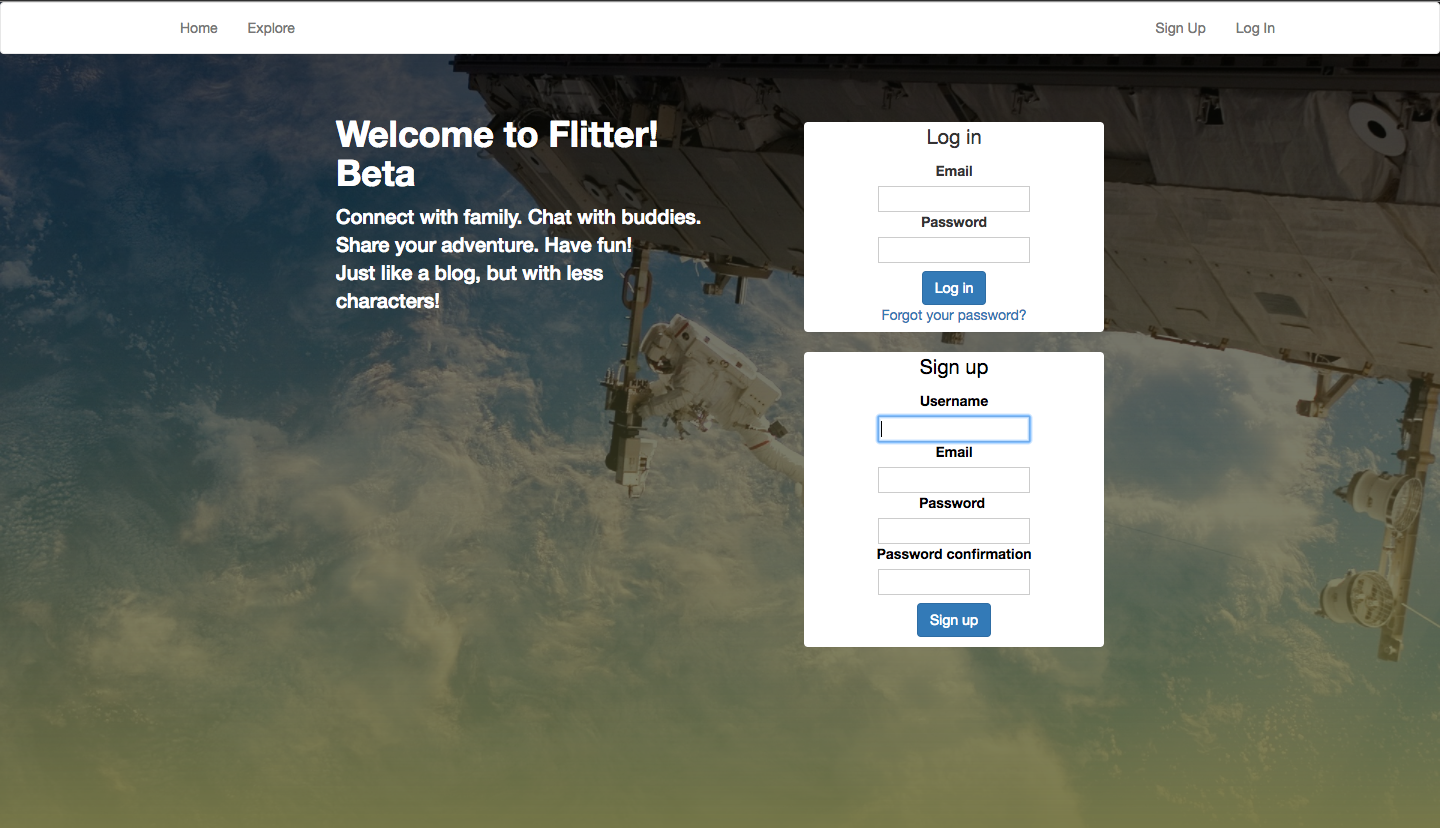 Home Explore Sign Up Log In
Welcome to Flitter!
Beta
Connect with family. Chat with buddies.
Share your adventure. Have fun!
Just like a blog, but with less
characters!
Log in
Email
Password
Log in
Forgot your password?
Sign up
Username
Email
Password
Password confirmation
Sign up